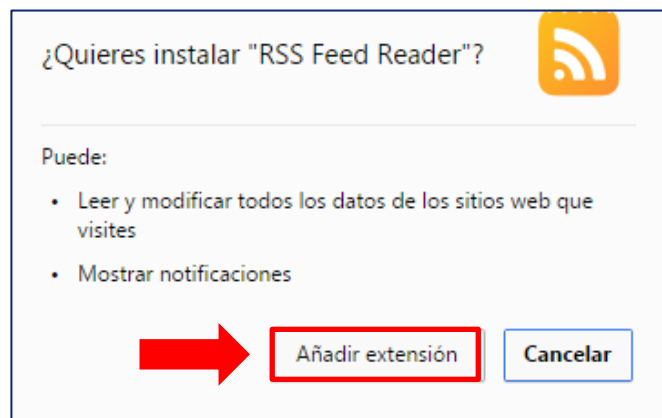 ¿Quieres instalar "RSS Feed Reader"?
Puede:
• Leer y modificar todos los datos de los sitios web que
visites
• Mostrar notificaciones
Añadir extensión
Cancelar